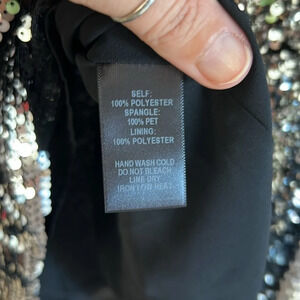 SELF:
100% POLYESTER
SPANGLE:
100% PET
LINING:
100% POLYESTER
HAND WASH COLD
DO NOT BLEACH
LINE DRY
IRON LOW HEAT